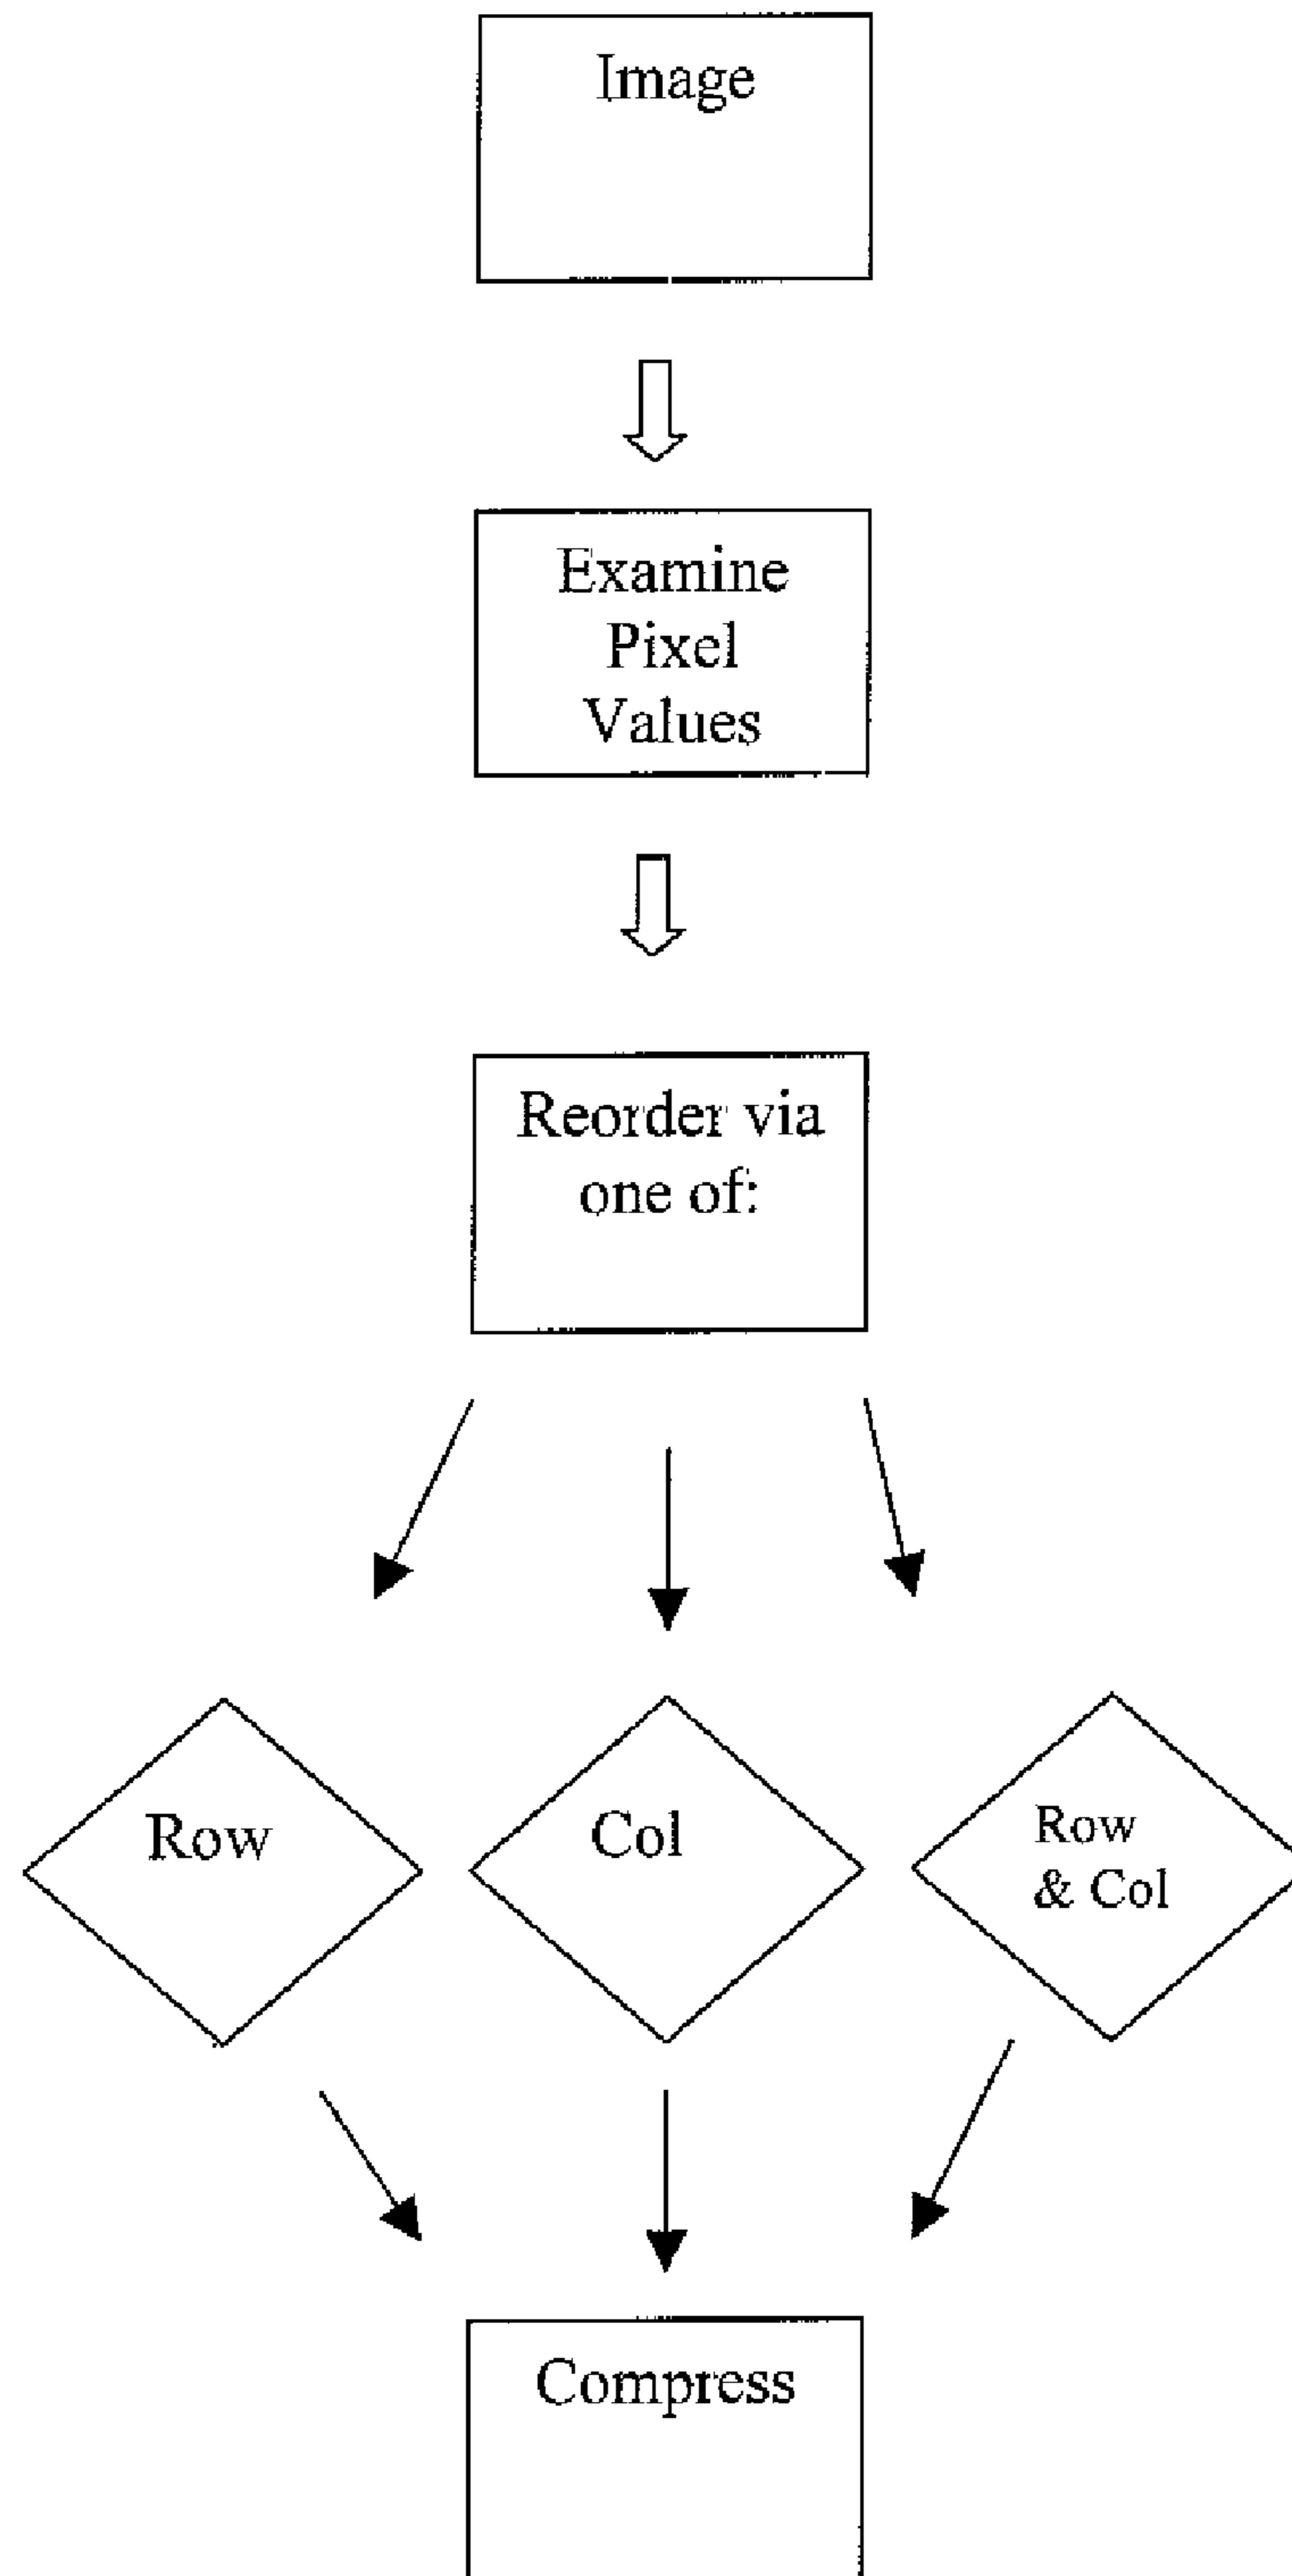 Image
Examine
Pixel
Values
Reorder via
one of:
Row
Col
Row
& Col
Compress